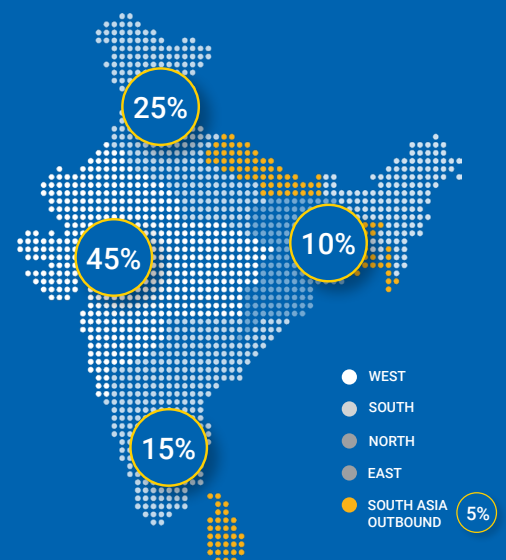 25%
45%
10%
15%
WEST
SOUTH
NORTH
EAST
SOUTH ASIA
OUTBOUND
5%